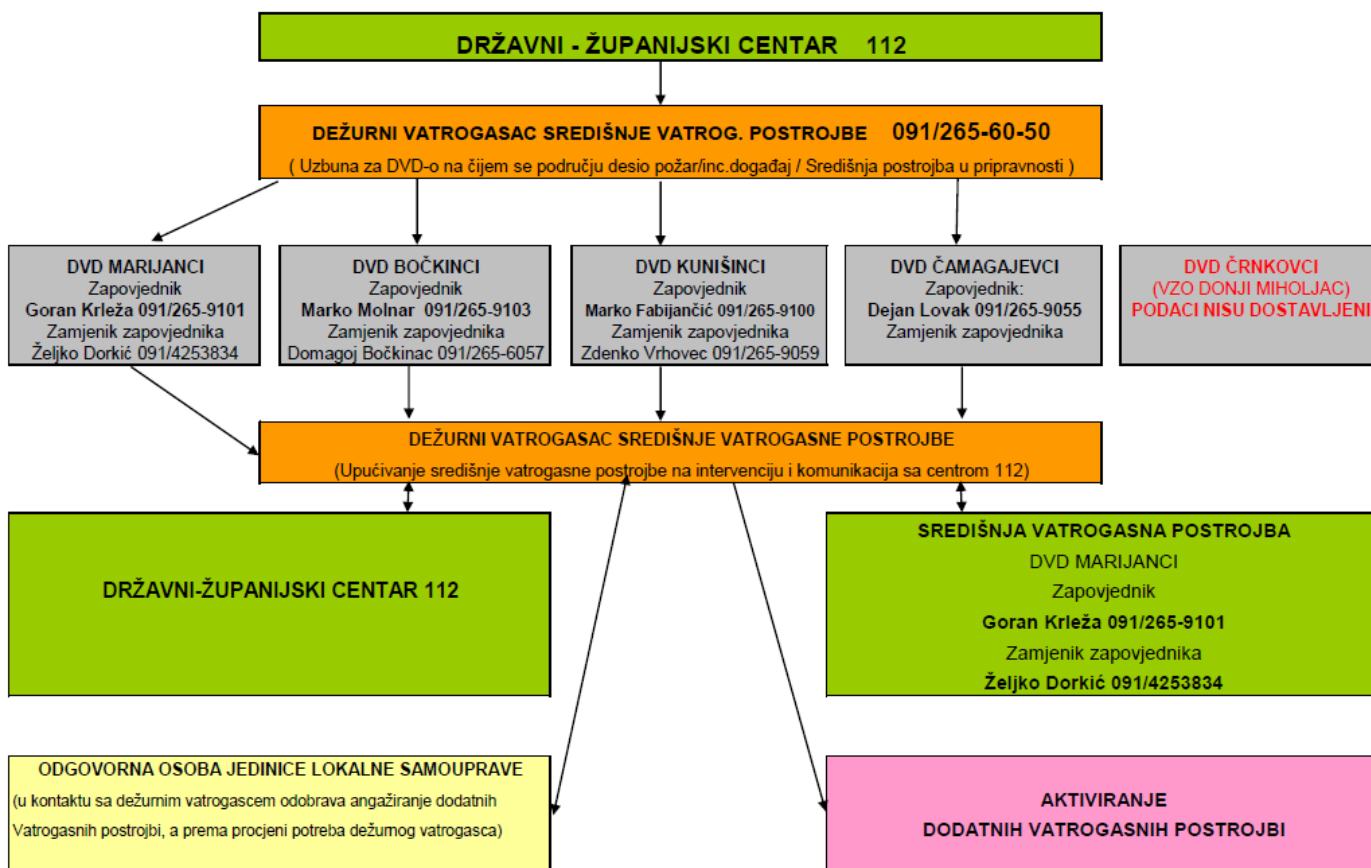 DRŽAVNI - ŽUPANIJSKI CENTAR 112
DEŽURNI VATROGASAC SREDIŠNJE VATROG. POSTROJBE 091/265-60-50
( Uzbuna za DVD-o na čijem se području desio požar/inc.događaj / Središnja postrojba u pripravnosti )
DVD MARIJANCI
Zapovjednik
Goran Krleža 091/265-9101
Zamjenik zapovjednika
Željko Dorkić 091/4253834
DVD BOČKINCI
Zapovjednik
Marko Molnar 091/265-9103
Zamjenik zapovjednika
Domagoj Bočkinac 091/265-6057
DVD KUNIŠINCI
Zapovjednik
Marko Fabijančić 091/265-9100
Zamjenik zapovjednika
Zdenko Vrhovec 091/265-9059
DVD ČAMAGAJEVCI
Zapovjednik:
Dejan Lovak 091/265-9055
Zamjenik zapovjednika
DVD ČRNKOVCI
(VZO DONJI MIHOLJAC)
PODACI NISU DOSTAVLJENI
DEŽURNI VATROGASAC SREDIŠNJE VATROGASNE POSTROJBE
(Upućivanje središnje vatrogasne postrojbe na intervenciju i komunikacija sa centrom 112)
DRŽAVNI-ŽUPANIJSKI CENTAR 112
SREDIŠNJA VATROGASNA POSTROJBA
DVD MARIJANCI
Zapovjednik
Goran Krleža 091/265-9101
Zamjenik zapovjednika
Željko Dorkić 091/4253834
ODGOVORNA OSOBA JEDINICE LOKALNE SAMOUPRAVE
(u kontaktu sa dežurnim vatrogascem odobrava angažiranje dodatnih
Vatrogasnih postrojbi, a prema procjeni potreba dežurnog vatrogasca)
AKTIVIRANJE
DODATNIH VATROGASNIH POSTROJBI